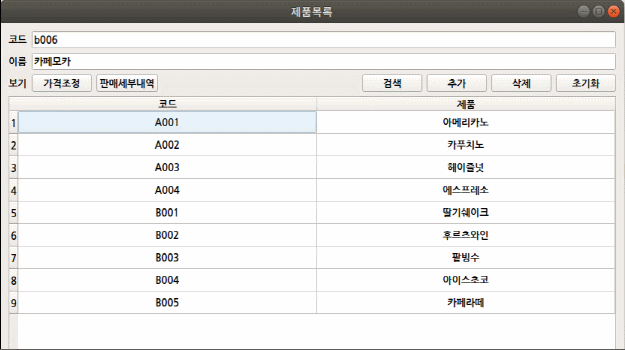 제품목록
코드 b006
이름 카페모카
보기 가격조정 판매세부내역 검색 추가 삭제 초기화
코드 제품
1 A001 아메리카노
2 A002 카푸치노
3 A003 헤이즐넛
4 A004 에스프레소
5 B001 딸기쉐이크
6 B002 후르츠와인
7 B003 팥빙수
8 B004 아이스초코
9 B005 카페라떼